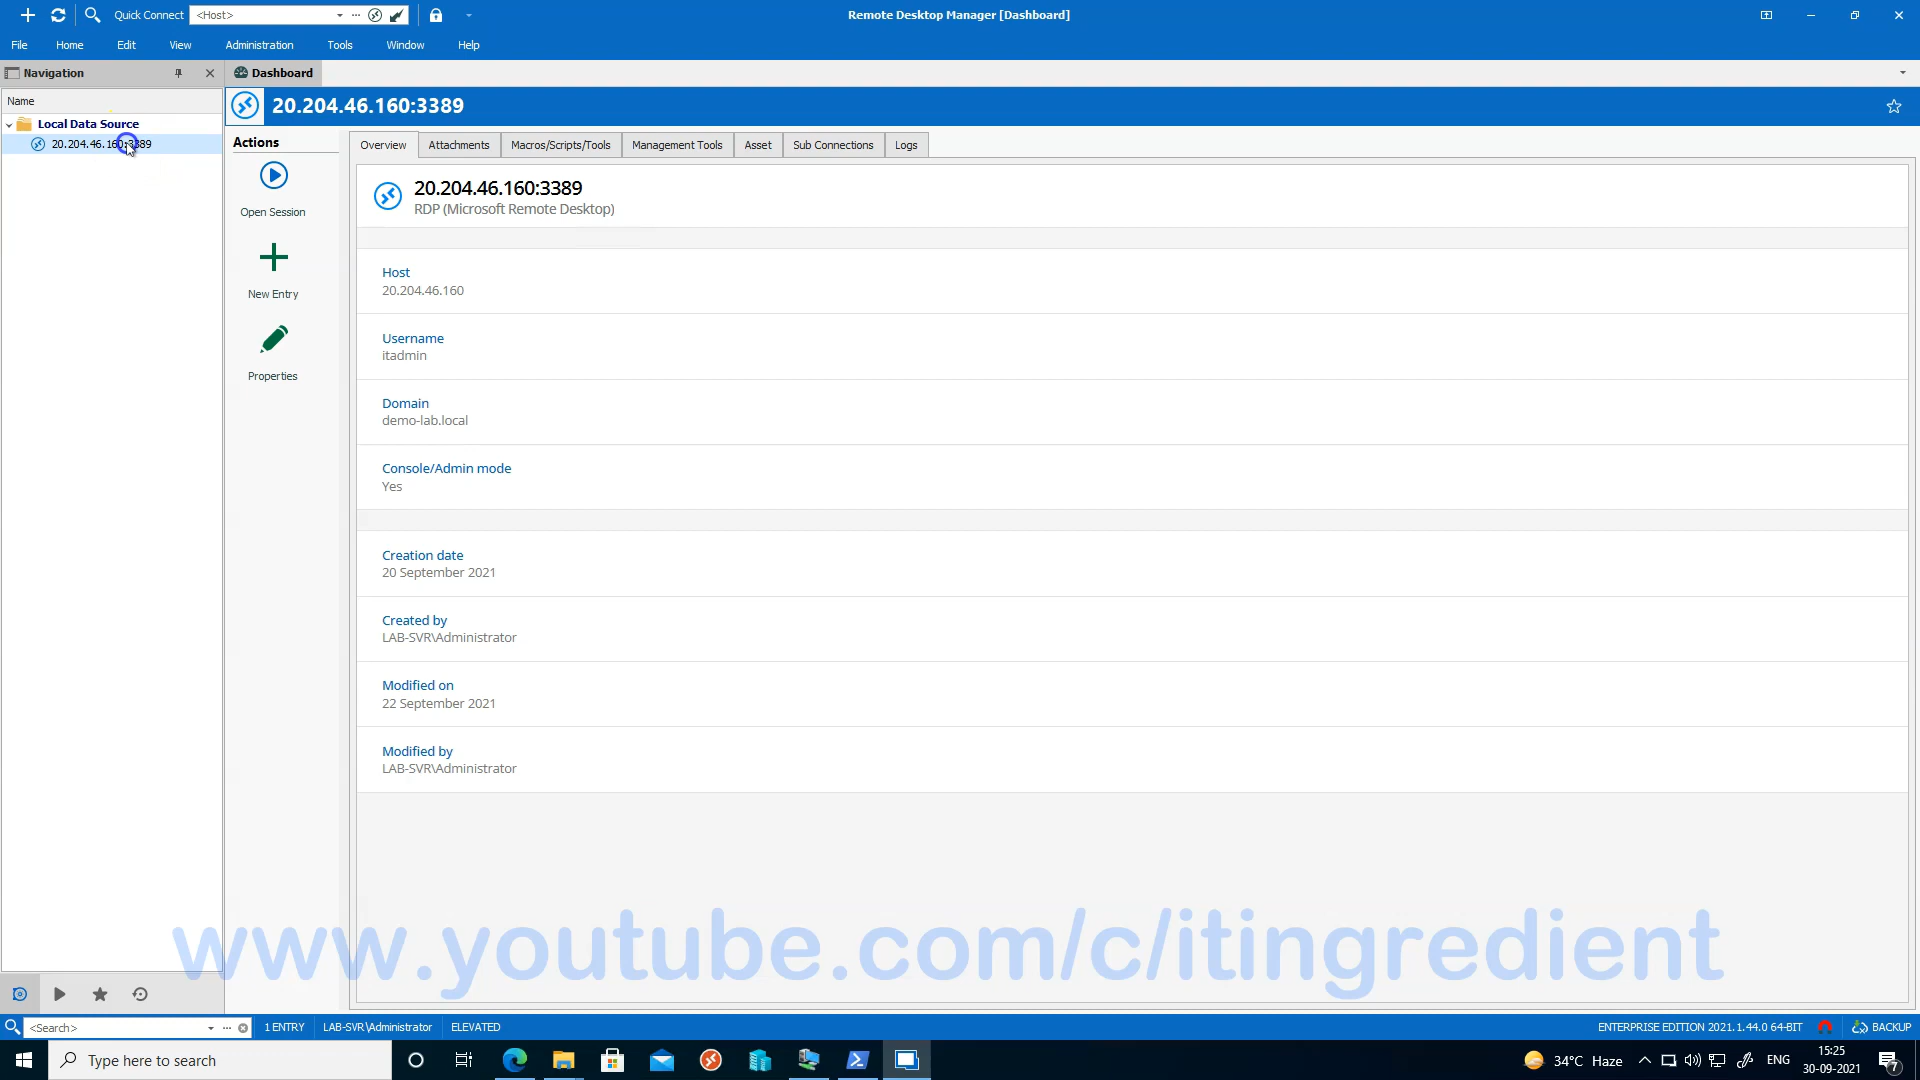 Quick Connect <Host> Remote Desktop Manager [Dashboard]
File Home Edit View Administration Tools Window Help
Navigation Dashboard
Name
20.204.46.160:3389
Local Data Source
20.204.46.160:3389
Actions
Overview Attachments Macros/Scripts/Tools Management Tools Asset Sub Connections Logs
20.204.46.160:3389
RDP (Microsoft Remote Desktop)
Open Session
New Entry
Properties
Host
20.204.46.160
Username
itadmin
Domain
demo-lab.local
Console/Admin mode
Yes
Creation date
20 September 2021
Created by
LAB-SVR\Administrator
Modified on
22 September 2021
Modified by
LAB-SVR\Administrator
www.youtube.com/c/itingredient
<Search> 1 ENTRY LAB-SVR\Administrator ELEVATED ENTERPRISE EDITION 2021.1.44.0 64-BIT BACKUP
Type here to search 34°C Haze ENG 15:25
30-09-2021 7